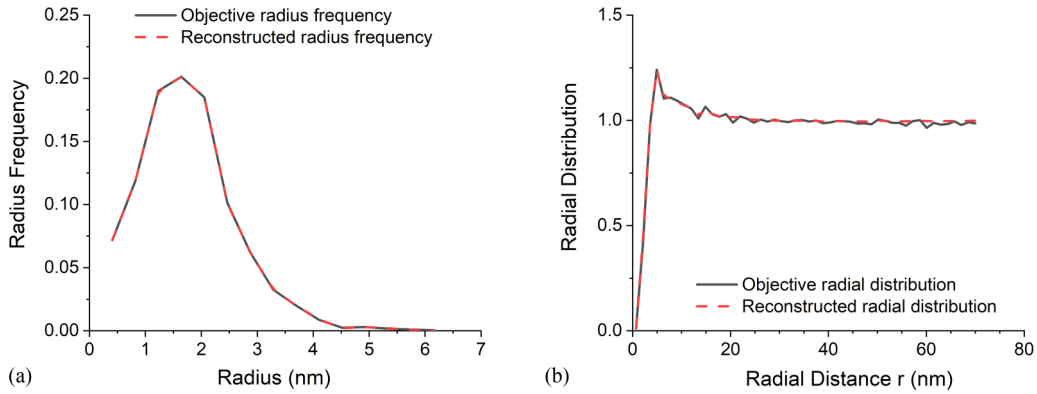 Objective radius frequency
Reconstructed radius frequency
0.25
0.20
0.15
0.10
0.05
0.00
Radius Frequency
0 1 2 3 4 5 6 7
Radius (nm)
(a)
1.5
1.0
0.5
0.0
Radial Distribution
Objective radial distribution
Reconstructed radial distribution
0 20 40 60 80
Radial Distance r (nm)
(b)